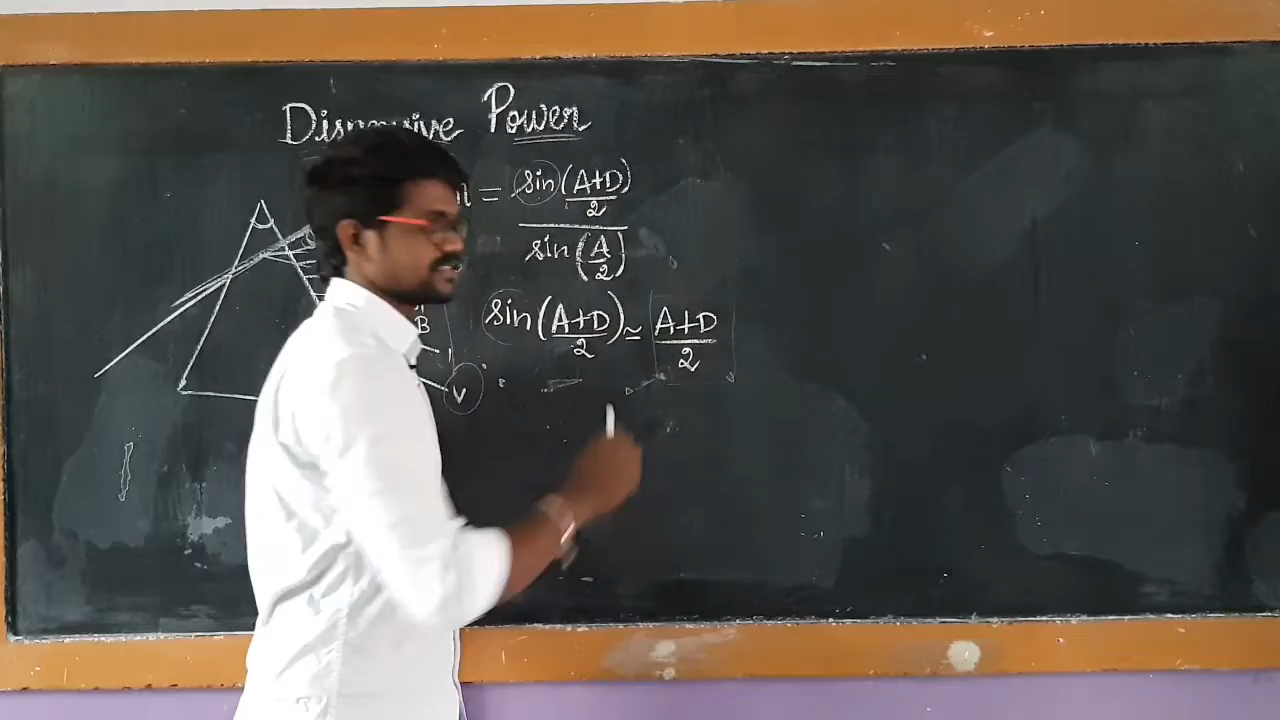 Dispersive Power
n = sin(A+D)/2
sin(A/2)
sin(A+D/2) ≃ A+D/2
B
V